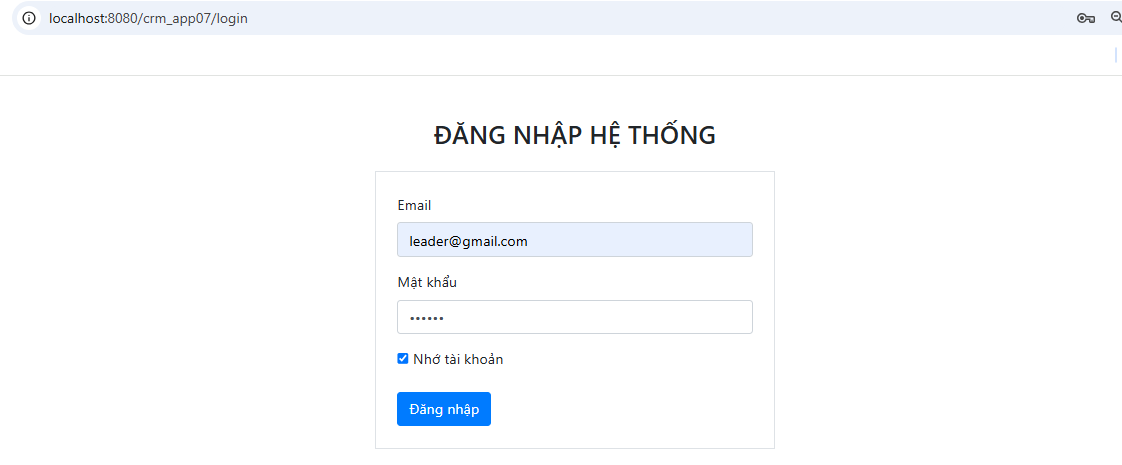 localhost:8080/crm_app07/login
ĐĂNG NHẬP HỆ THỐNG
Email
leader@gmail.com
Mật khẩu
••••••
Nhớ tài khoản
Đăng nhập